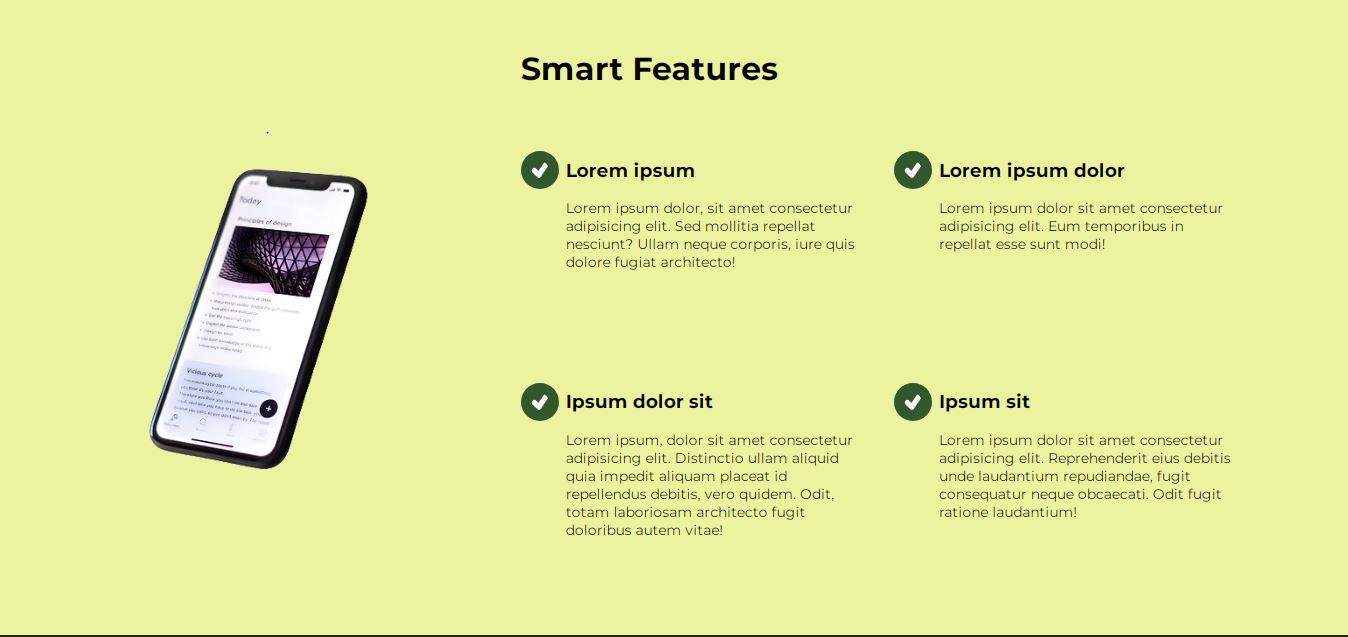 Smart Features
Lorem ipsum
Lorem ipsum dolor, sit amet consectetur
adipisicing elit. Sed mollitia repellat
nesciunt? Ullam neque corporis, iure quis
dolore fugiat architecto!
Lorem ipsum dolor
Lorem ipsum dolor sit amet consectetur
adipisicing elit. Eum temporibus in
repellat esse sunt modi!
Ipsum dolor sit
Lorem ipsum, dolor sit amet consectetur
adipisicing elit. Distinctio ullam aliquid
quia impedit aliquam placeat id
repellendus debitis, vero quidem. Odit,
totam laboriosam architecto fugit
doloribus autem vitae!
Ipsum sit
Lorem ipsum dolor sit amet consectetur
adipisicing elit. Reprehenderit eius debitis
unde laudantium repudiandae, fugit
consequatur neque obcaecati. Odit fugit
ratione laudantium!
Today
Principles of design
Vicious cycle